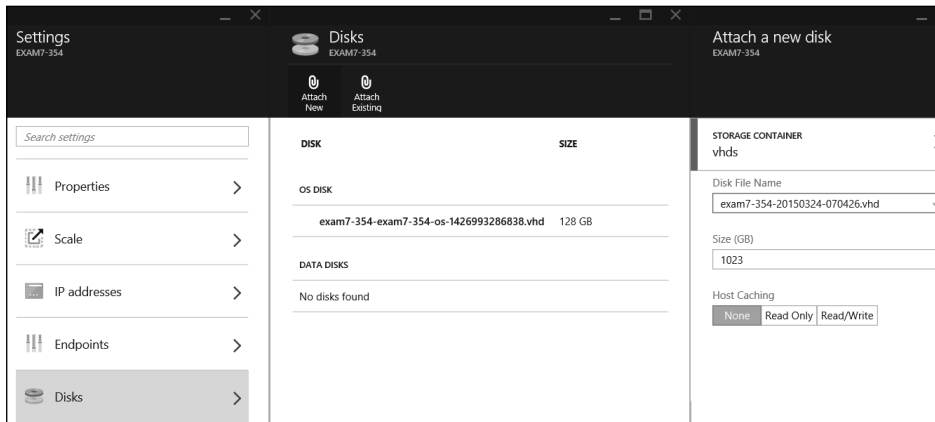 Settings
EXAM7-354
Search settings
Properties
Scale
IP addresses
Endpoints
Disks
Disks
EXAM7-354
Attach
New
Attach
Existing
DISK SIZE
OS DISK
exam7-354-exam7-354-os-1426993286838.vhd 128 GB
DATA DISKS
No disks found
Attach a new disk
EXAM7-354
STORAGE CONTAINER
vhds
Disk File Name
exam7-354-20150324-070426.vhd
Size (GB)
1023
Host Caching
None Read Only Read/Write